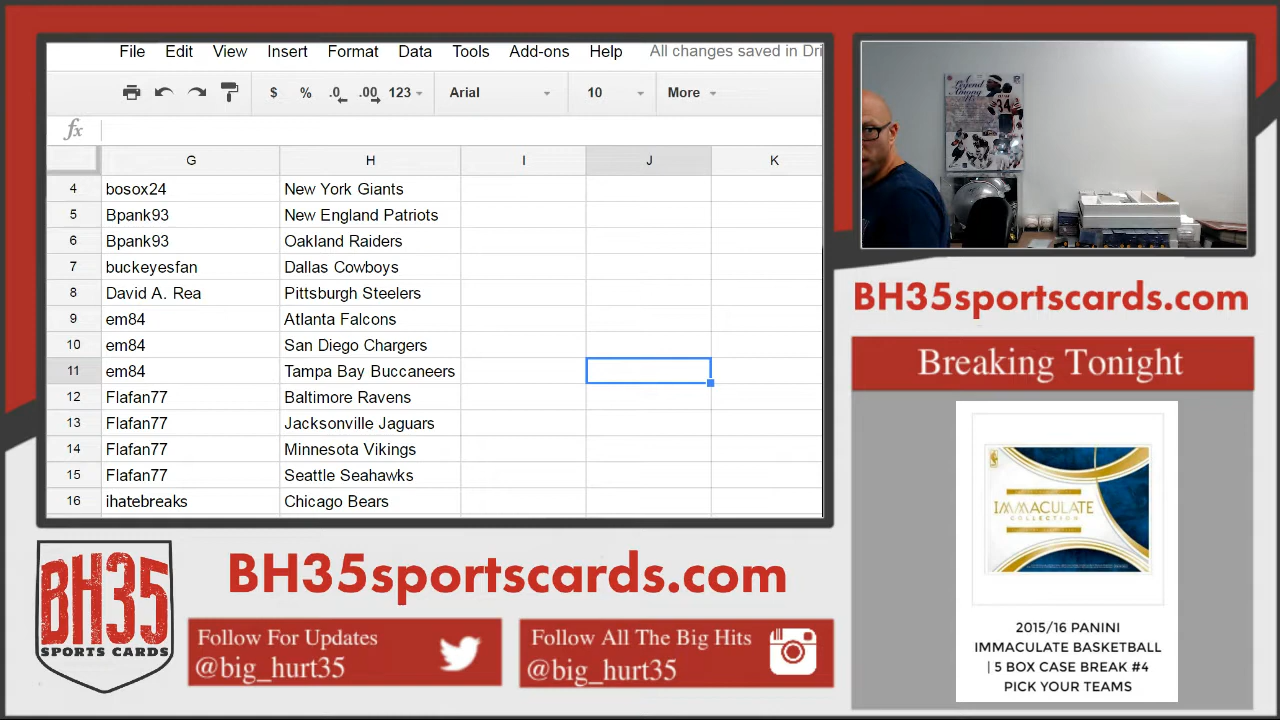 File Edit View Insert Format Data Tools Add-ons Help All changes saved in Dri
$ % .0 .00 123 Arial 10 More
fx
G H I J K
4 bosox24 New York Giants
5 Bpank93 New England Patriots
6 Bpank93 Oakland Raiders
7 buckeyesfan Dallas Cowboys
8 David A. Rea Pittsburgh Steelers
9 em84 Atlanta Falcons
10 em84 San Diego Chargers
11 em84 Tampa Bay Buccaneers
12 Flafan77 Baltimore Ravens
13 Flafan77 Jacksonville Jaguars
14 Flafan77 Minnesota Vikings
15 Flafan77 Seattle Seahawks
16 ihatebreaks Chicago Bears
34
BH35sportscards.com
Breaking Tonight
IMMACULATE
COLLECTION
2015/16 PANINI
IMMACULATE BASKETBALL
| 5 BOX CASE BREAK #4
PICK YOUR TEAMS
BH35
SPORTS CARDS
BH35sportscards.com
Follow For Updates
@big_hurt35
Follow All The Big Hits
@big_hurt35